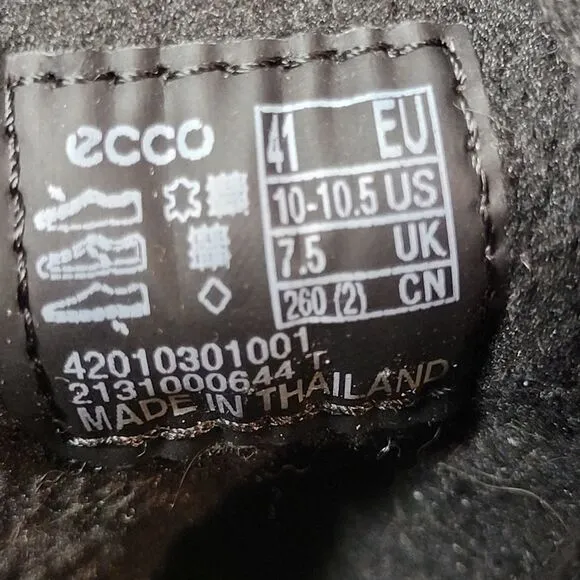 ecco
41 EU
10-10.5 US
7.5 UK
260 (2) CN
42010301001
2131000644 T
MADE IN THAILAND